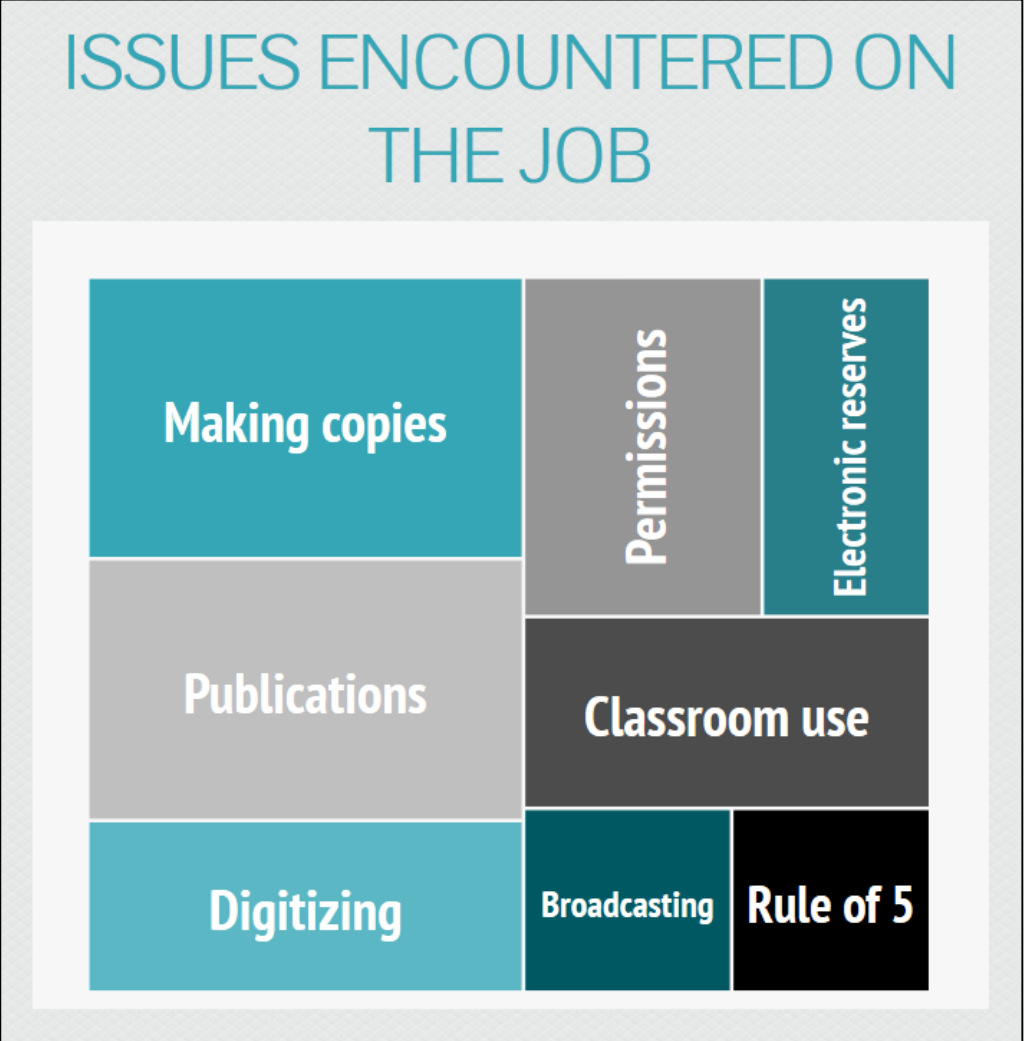 ISSUES ENCOUNTERED ON
THE JOB
Making copies
Permissions
Electronic reserves
Publications
Classroom use
Digitizing
Broadcasting
Rule of 5